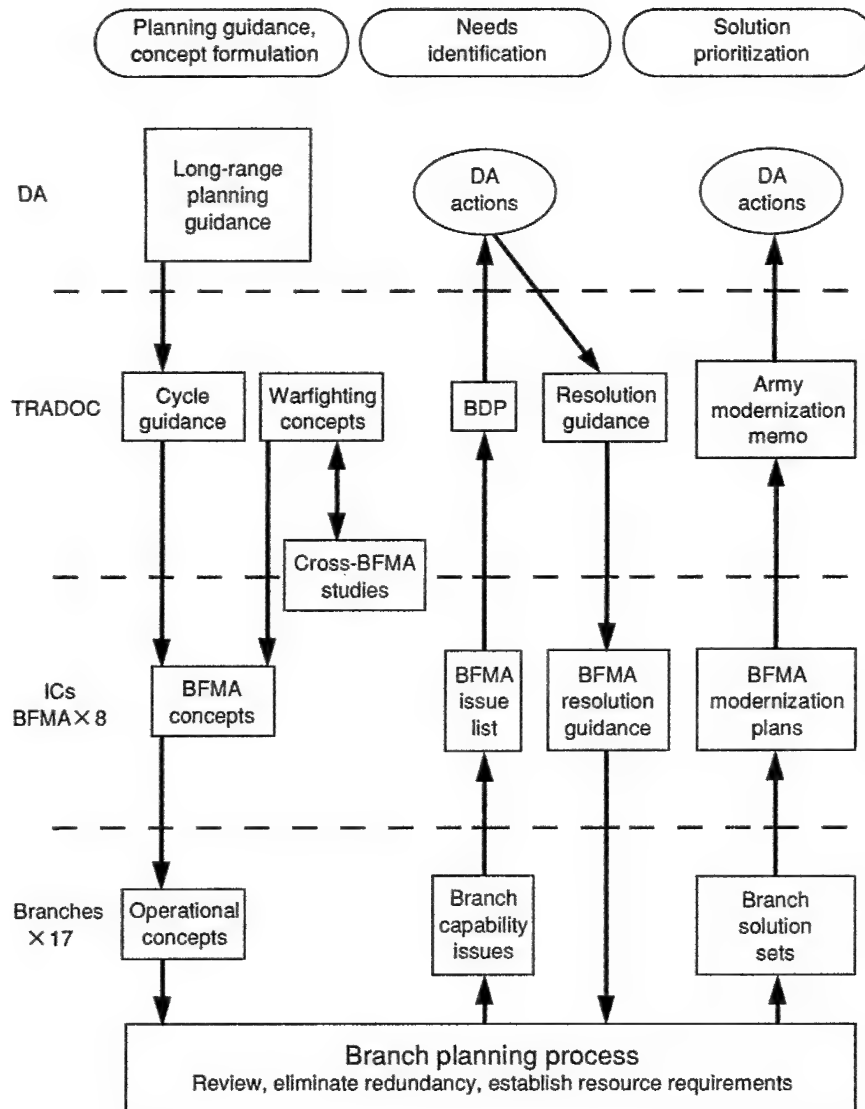 Planning guidance,
concept formulation
Needs
identification
Solution
prioritization
DA
Long-range
planning
guidance
DA
actions
DA
actions
TRADOC
Cycle
guidance
Warfighting
concepts
BDP
Resolution
guidance
Army
modernization
memo
Cross-BFMA
studies
ICs
BFMA×8
BFMA
concepts
BFMA
issue
list
BFMA
resolution
guidance
BFMA
modernization
plans
Branches
×17
Operational
concepts
Branch
capability
issues
Branch
solution
sets
Branch planning process
Review, eliminate redundancy, establish resource requirements